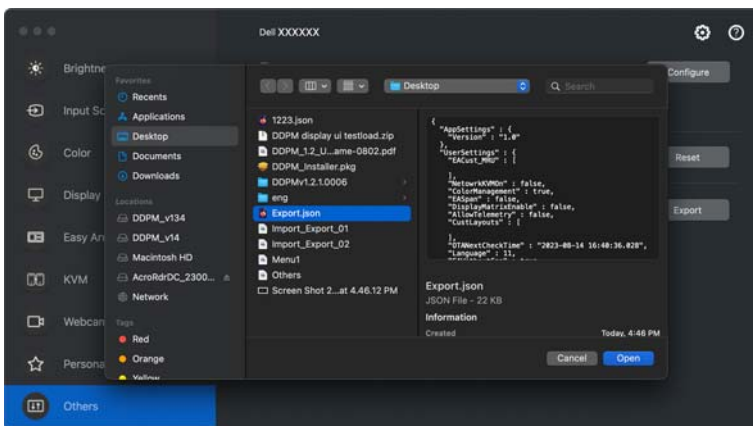 Dell XXXXXX
Brightne
Configure
Input So
Color
Reset
Display
Export
Easy Arr
KVM
Webcan
Persona
Others
Favorites
Recents
Applications
Desktop
Documents
Downloads
Locations
DDPM_v134
DDPM_v14
Macintosh HD
AcroRdrDC_2300...
Network
Tags
Red
Orange
Yellow
Desktop
Search
1223.json
DDPM display ui testload.zip
DDPM_1.2_U...ame-0802.pdf
DDPM_Installer.pkg
DDPMv1.2.1.0006
eng
Export.json
Import_Export_01
Import_Export_02
Menu1
Others
Screen Shot 2...at 4.46.12 PM
{
"AppSettings" : {
"Version" : "1.0"
},
"UserSettings" : {
"EACust_MRU" : [
],
"NetowrkKVMOn" : false,
"ColorManagement" : true,
"EASpan" : false,
"DisplayMatrixEnable" : false,
"AllowTelemetry" : false,
"CustLayouts" : [
],
"DTANextCheckTime" : "2023-08-14 16:40:36.028",
"Language" : 11,
Export.json
JSON File - 22 KB
Information
Created Today, 4:46 PM
Cancel Open